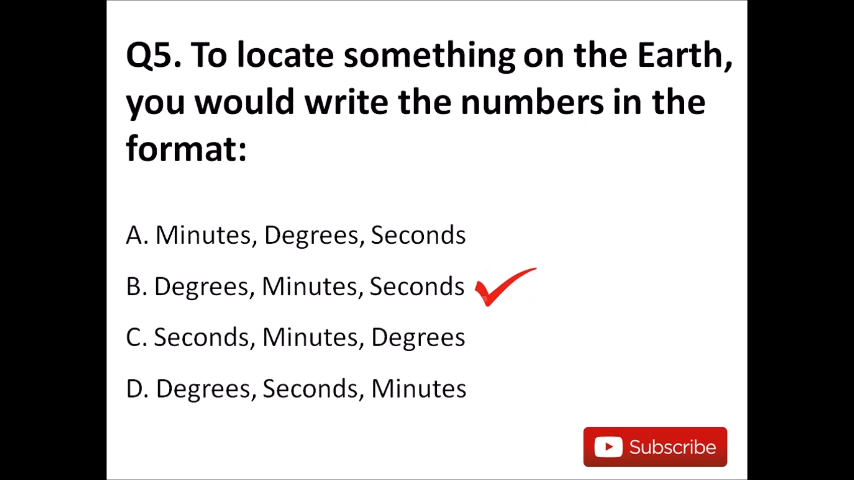 Q5. To locate something on the Earth,
you would write the numbers in the
format:
A. Minutes, Degrees, Seconds
B. Degrees, Minutes, Seconds
C. Seconds, Minutes, Degrees
D. Degrees, Seconds, Minutes
Subscribe